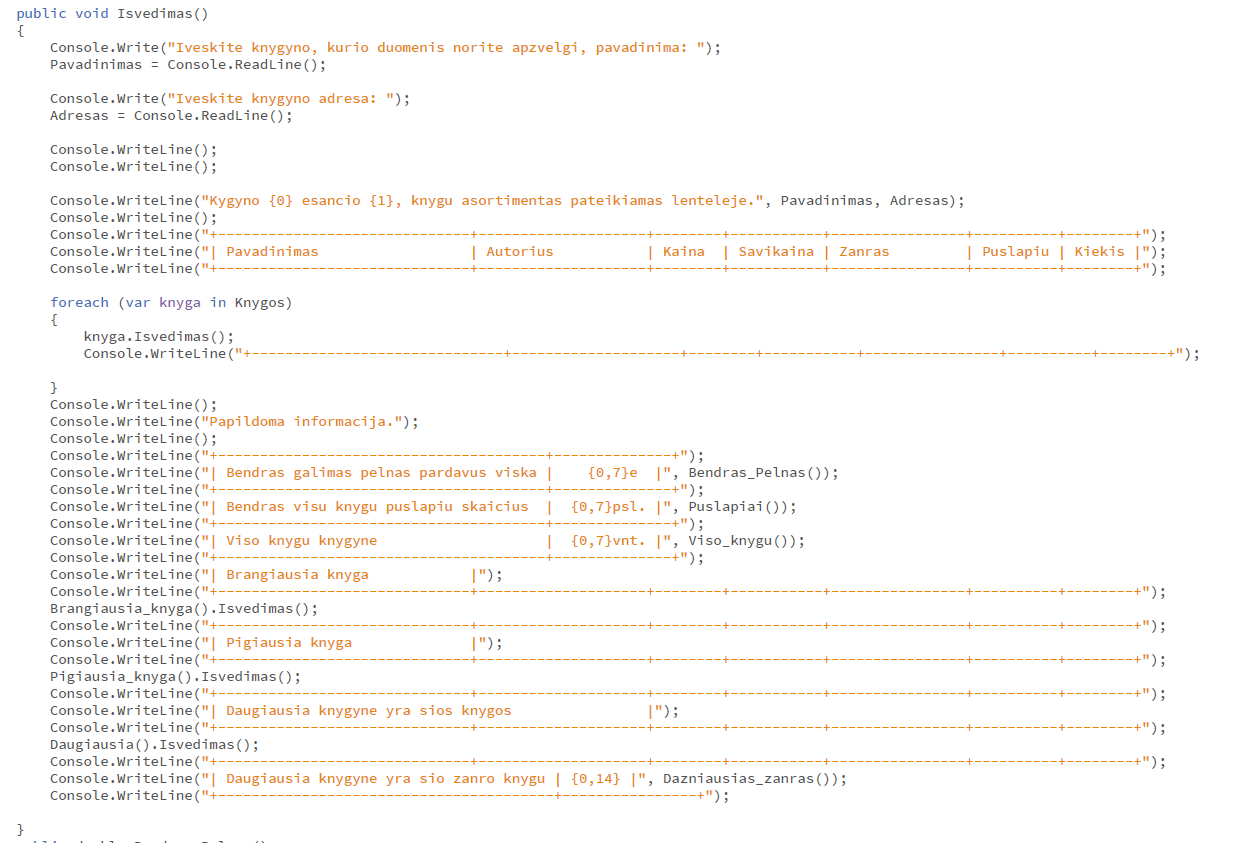 public void Isvedimas()
{
    Console.Write("Iveskite knygyno, kurio duomenis norite apzvelgi, pavadinima: ");
    Pavadinimas = Console.ReadLine();

    Console.Write("Iveskite knygyno adresa: ");
    Adresas = Console.ReadLine();

    Console.WriteLine();
    Console.WriteLine();

    Console.WriteLine("Kygyno {0} esancio {1}, knygu asortimentas pateikiamas lenteleje.", Pavadinimas, Adresas);
    Console.WriteLine();
    Console.WriteLine("+------------------------------+--------------------+--------+-----------+----------------+----------+--------+");
    Console.WriteLine("| Pavadinimas                  | Autorius           | Kaina  | Savikaina | Zanras         | Puslapiu | Kiekis |");
    Console.WriteLine("+------------------------------+--------------------+--------+-----------+----------------+----------+--------+");

    foreach (var knyga in Knygos)
    {
        knyga.Isvedimas();
        Console.WriteLine("+------------------------------+--------------------+--------+-----------+----------------+----------+--------+");

    }
    Console.WriteLine();
    Console.WriteLine("Papildoma informacija.");
    Console.WriteLine();
    Console.WriteLine("+---------------------------------------+--------------+");
    Console.WriteLine("| Bendras galimas pelnas pardavus viska |    {0,7}e  |", Bendras_Pelnas());
    Console.WriteLine("+---------------------------------------+--------------+");
    Console.WriteLine("| Bendras visu knygu puslapiu skaicius  |  {0,7}psl. |", Puslapiai());
    Console.WriteLine("+---------------------------------------+--------------+");
    Console.WriteLine("| Viso knygu knygyne                    |  {0,7}vnt. |", Viso_knygu());
    Console.WriteLine("+---------------------------------------+--------------+");
    Console.WriteLine("| Brangiausia knyga            |");
    Console.WriteLine("+------------------------------+--------------------+--------+-----------+----------------+----------+--------+");
    Brangiausia_knyga().Isvedimas();
    Console.WriteLine("+------------------------------+--------------------+--------+-----------+----------------+----------+--------+");
    Console.WriteLine("| Pigiausia knyga              |");
    Console.WriteLine("+------------------------------+--------------------+--------+-----------+----------------+----------+--------+");
    Pigiausia_knyga().Isvedimas();
    Console.WriteLine("+------------------------------+--------------------+--------+-----------+----------------+----------+--------+");
    Console.WriteLine("| Daugiausia knygyne yra sios knygos                |");
    Console.WriteLine("+------------------------------+--------------------+--------+-----------+----------------+----------+--------+");
    Daugiausia().Isvedimas();
    Console.WriteLine("+------------------------------+--------------------+--------+-----------+----------------+----------+--------+");
    Console.WriteLine("| Daugiausia knygyne yra sio zanro knygu | {0,14} |", Dazniausias_zanras());
    Console.WriteLine("+----------------------------------------+----------------+");

}